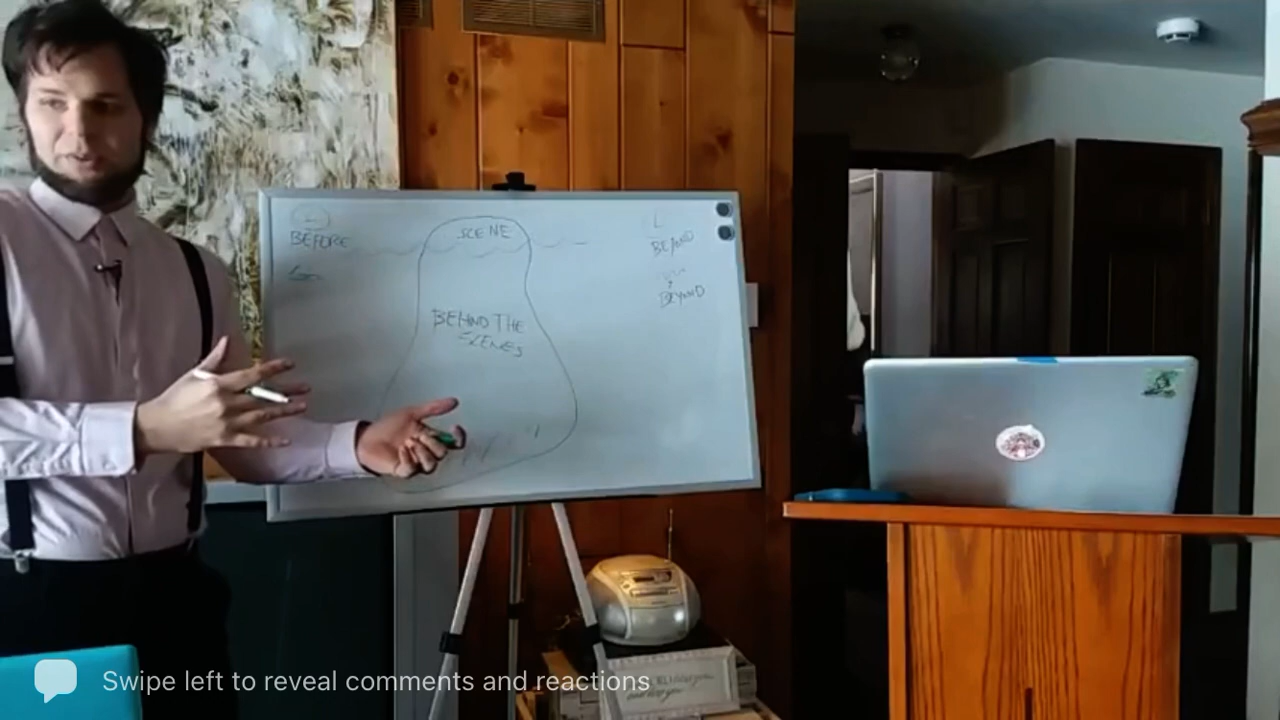 BEFORE
SCENE
BEYOND
BEYOND
BEHIND THE
SCENES
Swipe left to reveal comments and reactions